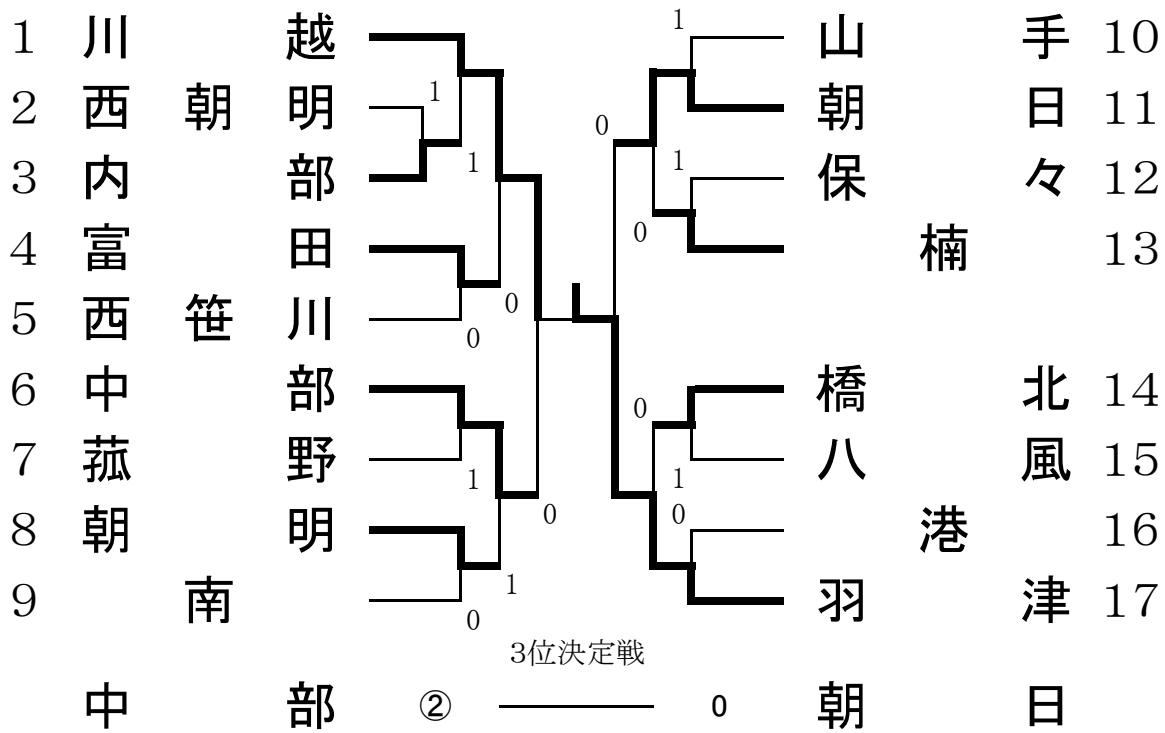 1
1 川越 山手 10
2 西朝明 1 朝日 11
0
3 内部 1 1 保々 12
0
4 富田 楠 13
0
5 西笹川 0
6 中部 0 橋北 14
7 菰野 八風 15
1 1
8 朝明 0 0 港 16
1
9 南 0 羽津 17
3位決定戦
中部 ② 0 朝日